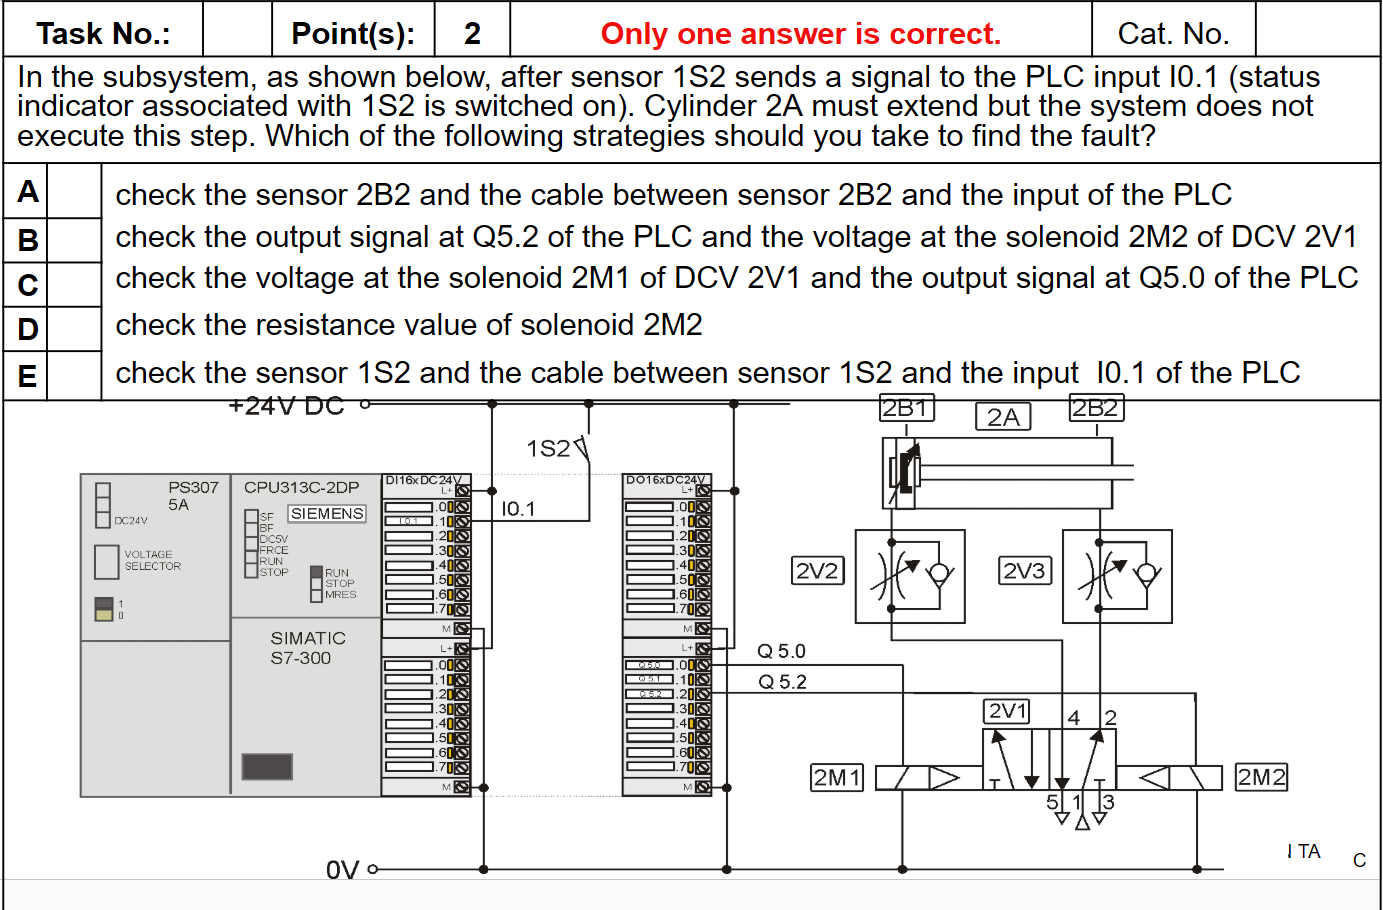 Task No.: Point(s): 2 Only one answer is correct. Cat. No.
In the subsystem, as shown below, after sensor 1S2 sends a signal to the PLC input I0.1 (status
indicator associated with 1S2 is switched on). Cylinder 2A must extend but the system does not
execute this step. Which of the following strategies should you take to find the fault?
A check the sensor 2B2 and the cable between sensor 2B2 and the input of the PLC
B check the output signal at Q5.2 of the PLC and the voltage at the solenoid 2M2 of DCV 2V1
C check the voltage at the solenoid 2M1 of DCV 2V1 and the output signal at Q5.0 of the PLC
D check the resistance value of solenoid 2M2
E check the sensor 1S2 and the cable between sensor 1S2 and the input I0.1 of the PLC
+24V DC
2B1
2A
2B2
1S2
PS307
5A
DC24V
VOLTAGE
SELECTOR
1
0
CPU313C-2DP
SIEMENS
SF
BF
DC5V
FRCE
RUN
STOP
RUN
STOP
MRES
SIMATIC
S7-300
DI16xDC24V
L+
.0
I 0.1 .1
.2
.3
.4
.5
.6
.7
M
L+
.0
.1
.2
.3
.4
.5
.6
.7
M
I0.1
DO16xDC24V
L+
.0
.1
.2
.3
.4
.5
.6
.7
M
L+
Q 5.0 .0
Q 5.1 .1
Q 5.2 .2
.3
.4
.5
.6
.7
M
2V2
2V3
Q 5.0
Q 5.2
2V1
4 2
2M1
2M2
5 1 3
0V
TA
C